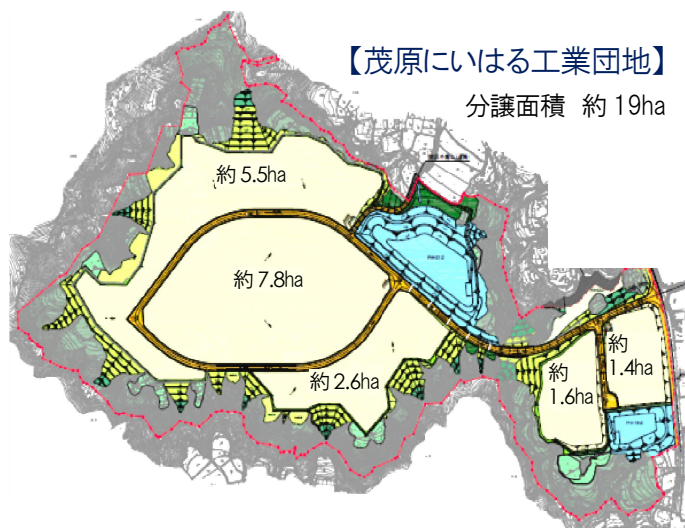 【茂原にいはる工業団地】
分譲面積 約19ha
約5.5ha
約7.8ha
約2.6ha
約
1.6ha
約
1.4ha